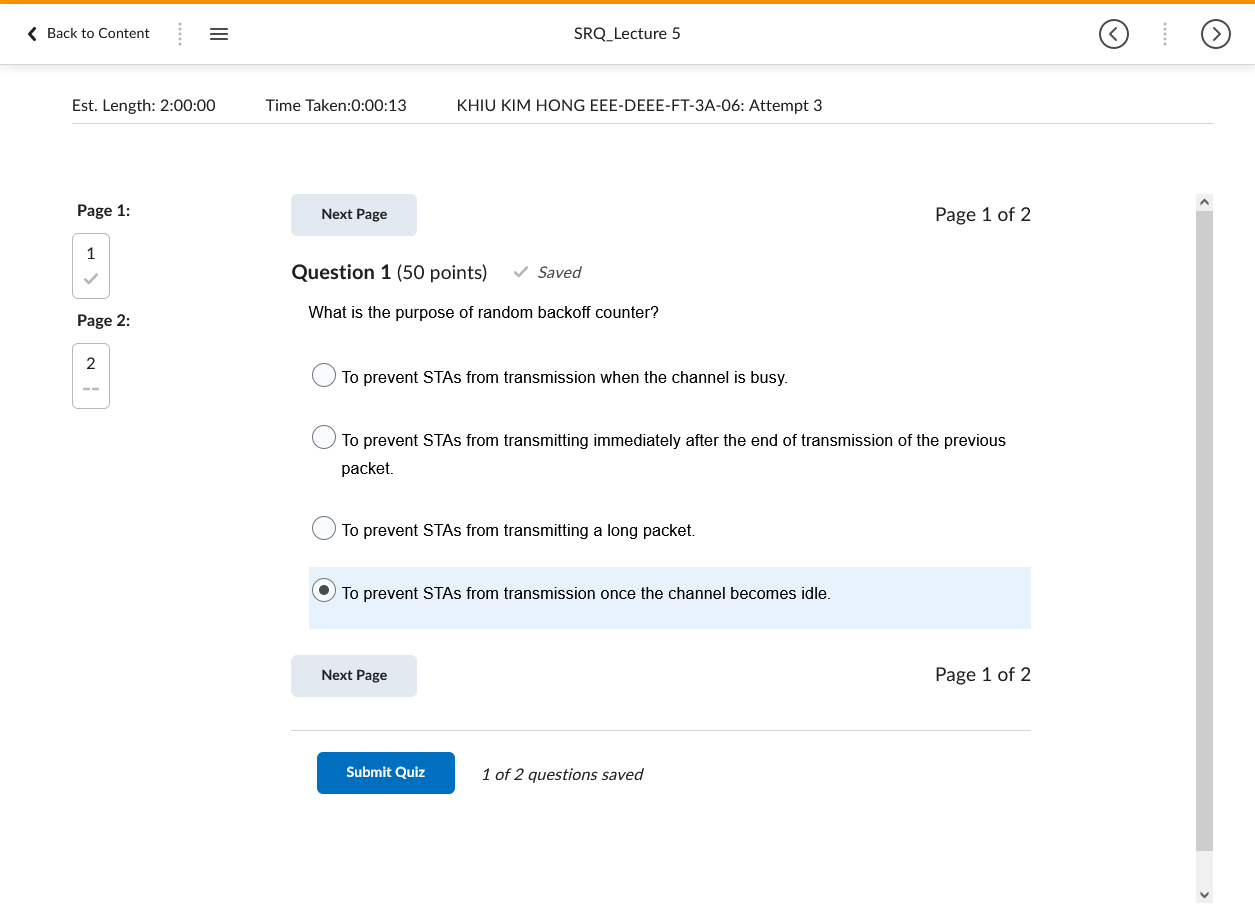 Back to Content
SRQ_Lecture 5
Est. Length: 2:00:00
Time Taken:0:00:13
KHIU KIM HONG EEE-DEEE-FT-3A-06: Attempt 3
Page 1:
1
Page 2:
2
--
Next Page
Page 1 of 2
Question 1 (50 points)
Saved
What is the purpose of random backoff counter?
To prevent STAs from transmission when the channel is busy.
To prevent STAs from transmitting immediately after the end of transmission of the previous
packet.
To prevent STAs from transmitting a long packet.
To prevent STAs from transmission once the channel becomes idle.
Next Page
Page 1 of 2
Submit Quiz
1 of 2 questions saved